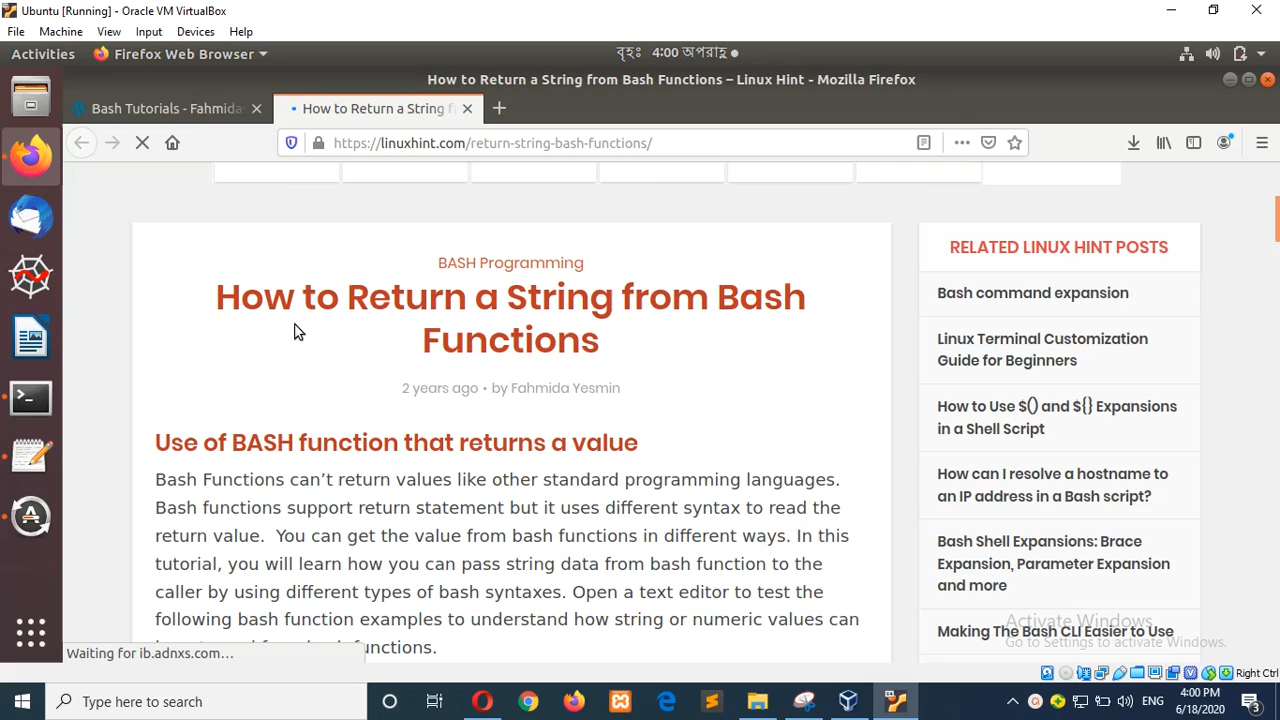 Ubuntu [Running] - Oracle VM VirtualBox
File Machine View Input Devices Help
Activities Firefox Web Browser বৃহঃ 4:00 অপরাহ্ণ
How to Return a String from Bash Functions – Linux Hint - Mozilla Firefox
Bash Tutorials - Fahmida How to Return a String f
https://linuxhint.com/return-string-bash-functions/
BASH Programming
How to Return a String from Bash
Functions
2 years ago • by Fahmida Yesmin
Use of BASH function that returns a value
Bash Functions can’t return values like other standard programming languages.
Bash functions support return statement but it uses different syntax to read the
return value. You can get the value from bash functions in different ways. In this
tutorial, you will learn how you can pass string data from bash function to the
caller by using different types of bash syntaxes. Open a text editor to test the
following bash function examples to understand how string or numeric values can
functions.
RELATED LINUX HINT POSTS
Bash command expansion
Linux Terminal Customization
Guide for Beginners
How to Use $() and ${} Expansions
in a Shell Script
How can I resolve a hostname to
an IP address in a Bash script?
Bash Shell Expansions: Brace
Expansion, Parameter Expansion
and more
Making The Bash CLI Easier to Use
Activate Windows
Go to Settings to activate Windows.
Waiting for ib.adnxs.com…
Right Ctrl
Type here to search
ENG
4:00 PM
6/18/2020
3